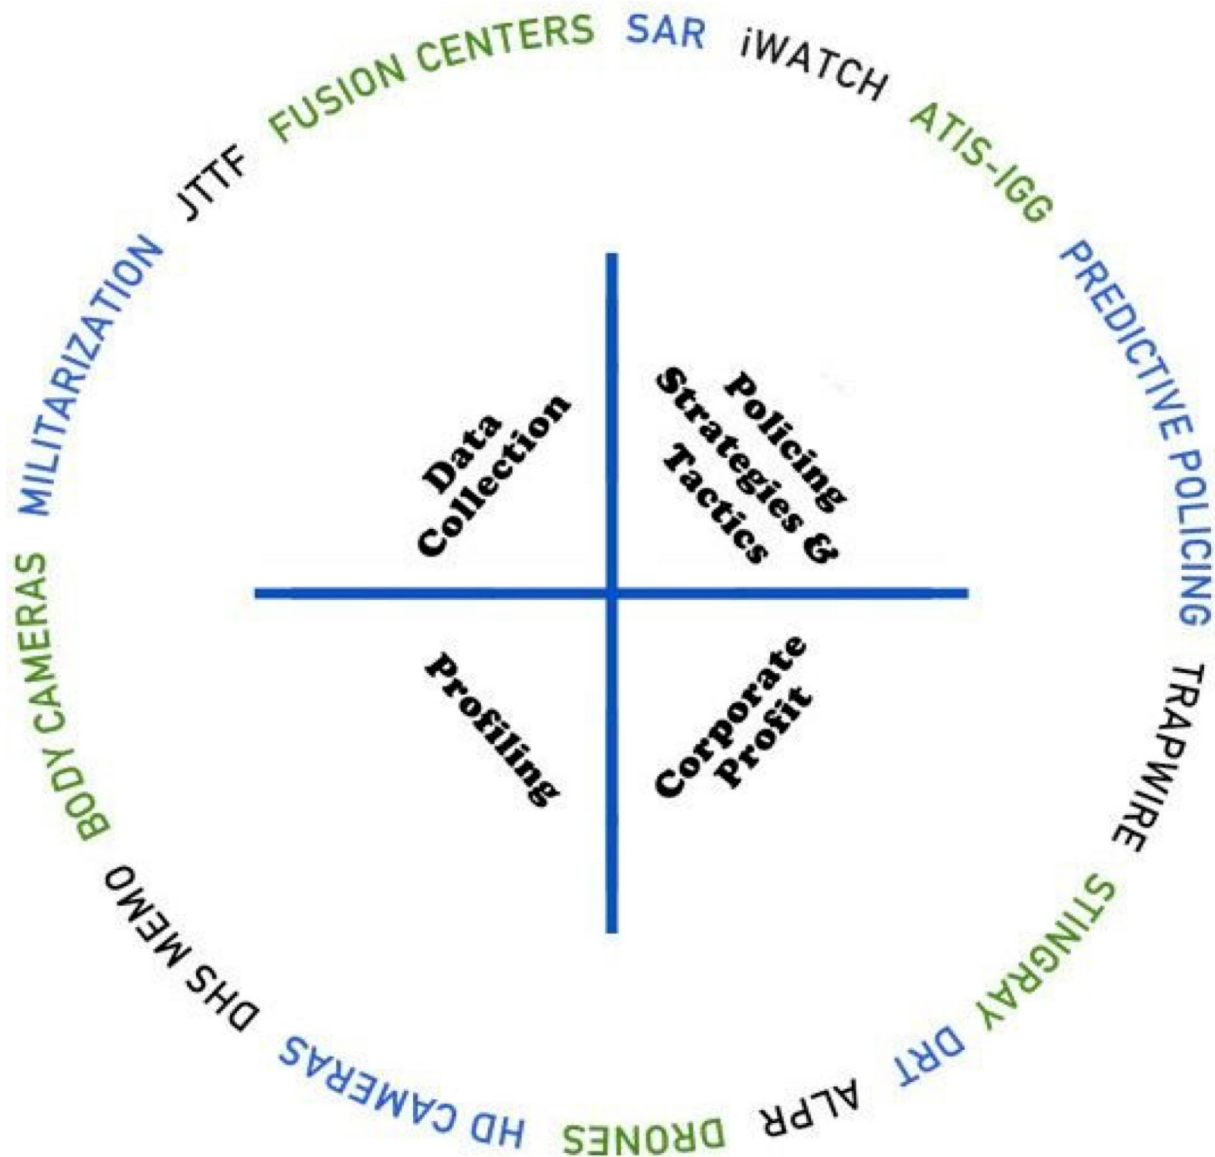 FUSION CENTERS
SAR
iWATCH
ATIS-IGG
PREDICTIVE POLICING
TRAPWIRE
STINGRAY
DRT
ALPR
DRONES
HD CAMERAS
DHS MEMO
BODY CAMERAS
MILITARIZATION
JTTF
Data
Collection
Policing
Strategies &
Tactics
Profiling
Corporate
Profit